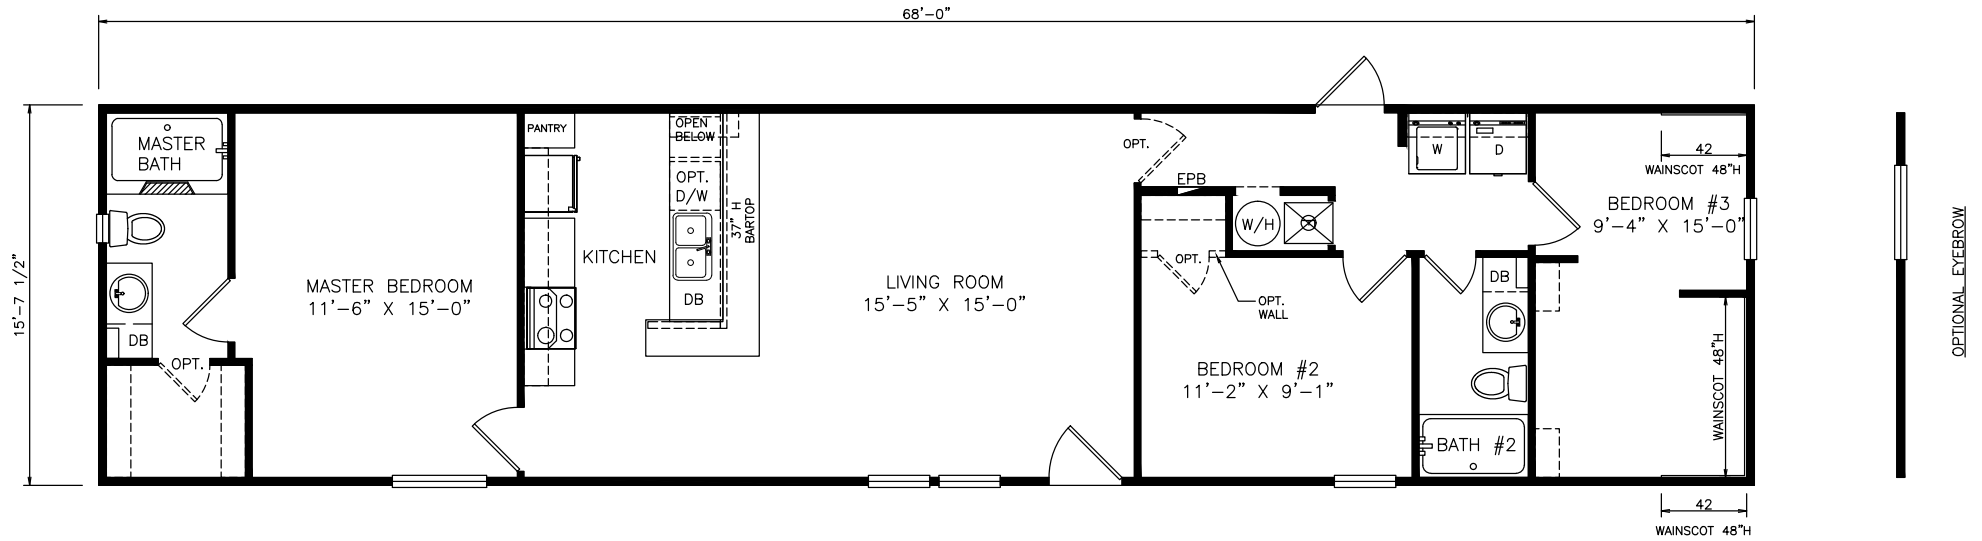 68'-0"
15'-7 1/2"
MASTER
BATH
DB
OPT.
MASTER BEDROOM
11'-6" X 15'-0"
PANTRY
KITCHEN
OPEN
BELOW
OPT.
D/W
DB
37" H
BARTOP
LIVING ROOM
15'-5" X 15'-0"
OPT.
EPB
W/H
OPT.
OPT.
WALL
BEDROOM #2
11'-2" X 9'-1"
W
D
DB
BATH #2
42
WAINSCOT 48"H
BEDROOM #3
9'-4" X 15'-0"
WAINSCOT 48"H
42
WAINSCOT 48"H
OPTIONAL EYEBROW